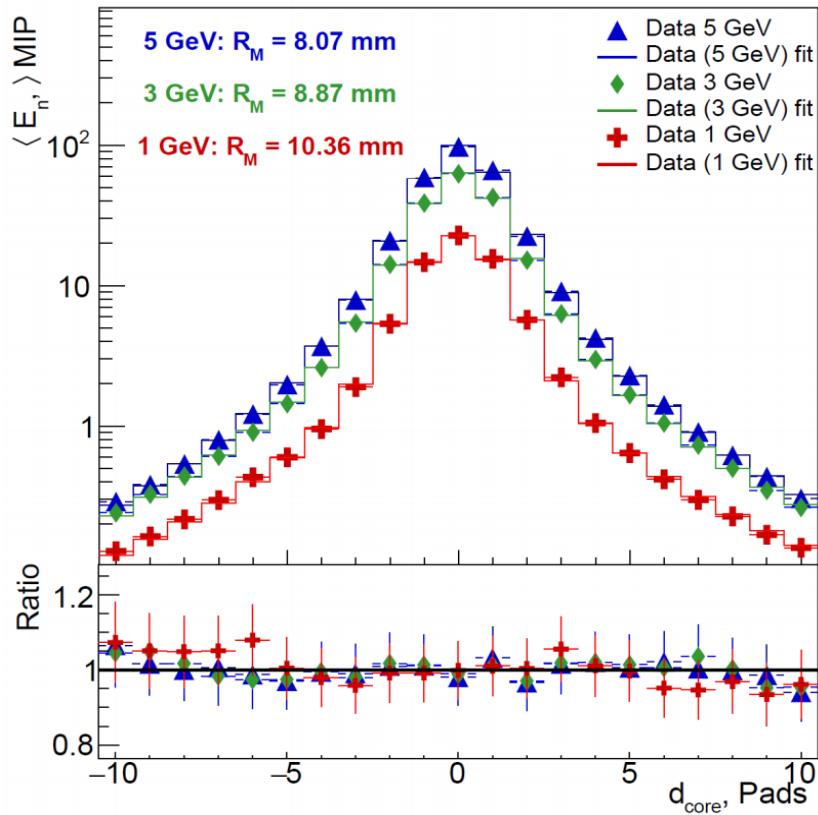 ⟨E_n,⟩ MIP
5 GeV: R_M = 8.07 mm
3 GeV: R_M = 8.87 mm
1 GeV: R_M = 10.36 mm
Data 5 GeV
Data (5 GeV) fit
Data 3 GeV
Data (3 GeV) fit
Data 1 GeV
Data (1 GeV) fit
10^2
10
1
Ratio
1.2
1
0.8
−10 −5 0 5 10
d_core, Pads